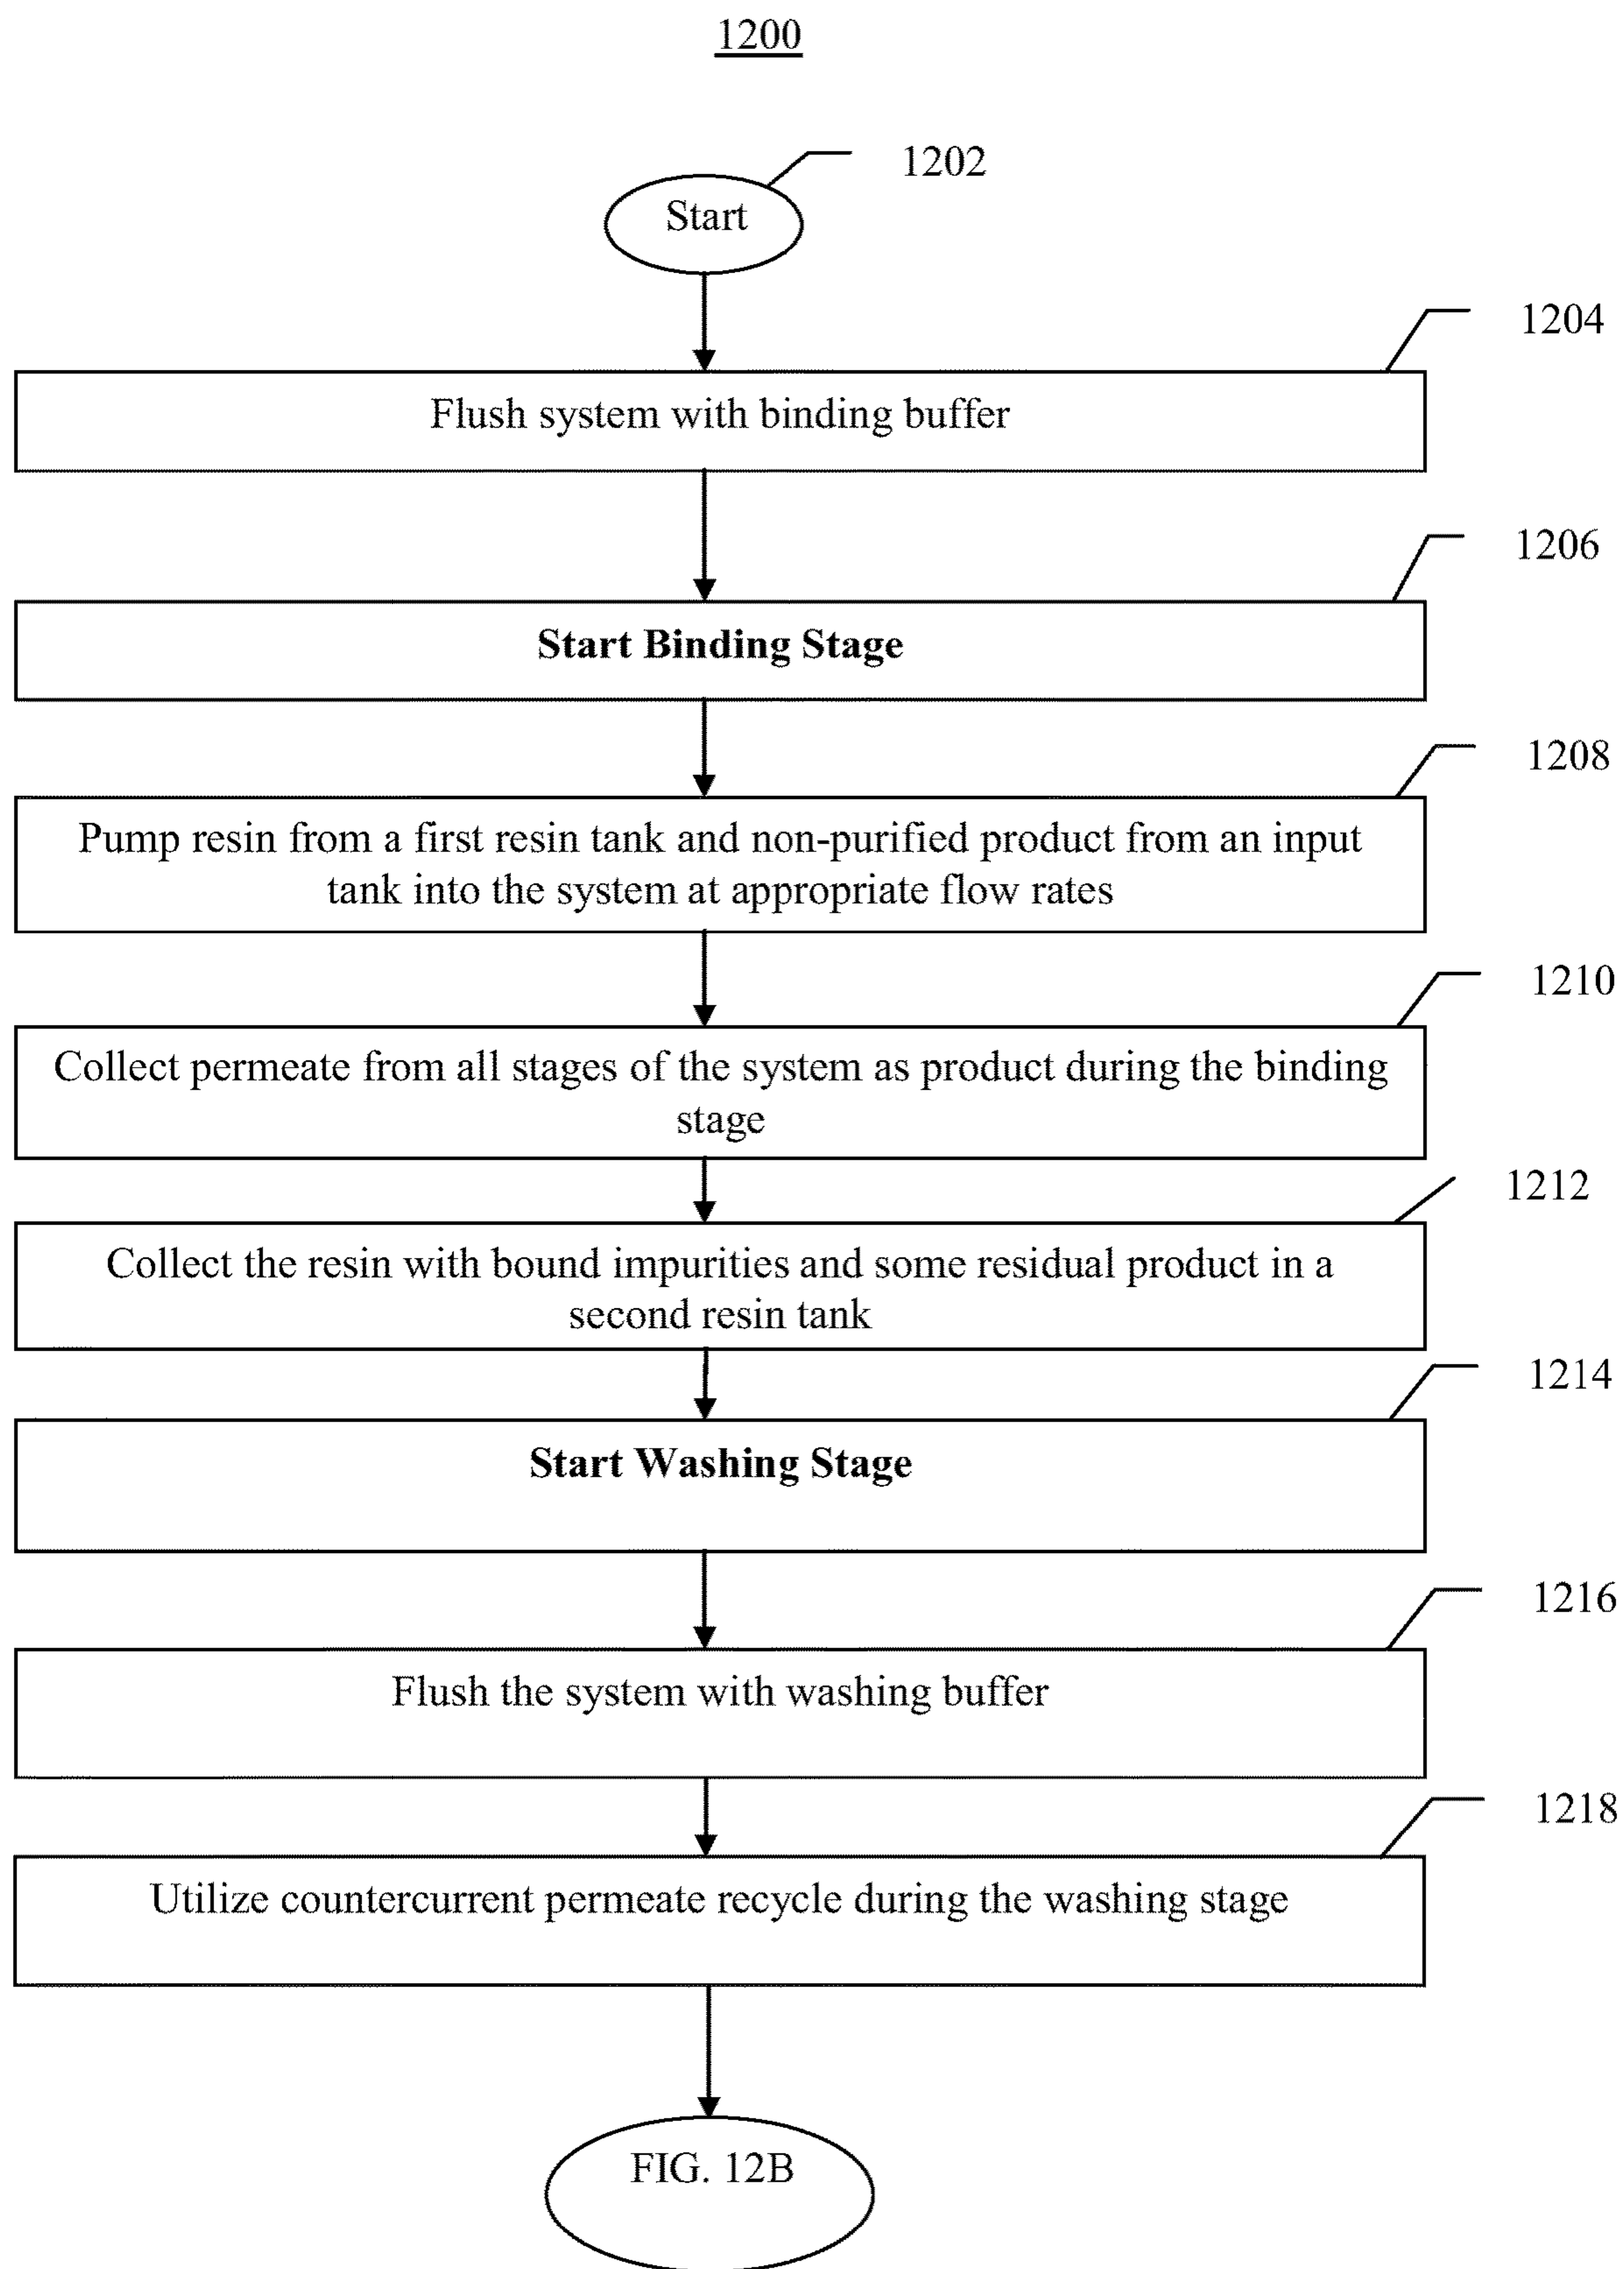 1200
1202
Start
1204
Flush system with binding buffer
1206
Start Binding Stage
1208
Pump resin from a first resin tank and non-purified product from an input
tank into the system at appropriate flow rates
1210
Collect permeate from all stages of the system as product during the binding
stage
1212
Collect the resin with bound impurities and some residual product in a
second resin tank
1214
Start Washing Stage
1216
Flush the system with washing buffer
1218
Utilize countercurrent permeate recycle during the washing stage
FIG. 12B